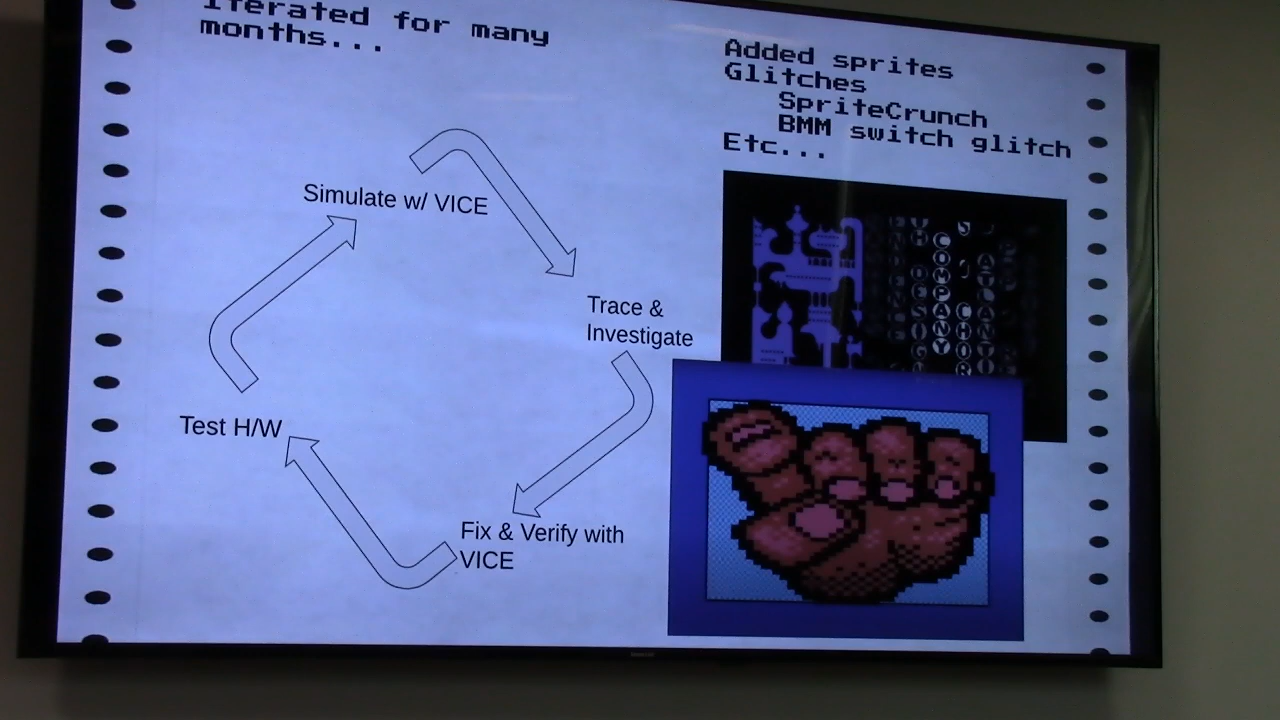 Iterated for many
months...
Added sprites
Glitches
SpriteCrunch
BMM switch glitch
Etc...
Simulate w/ VICE
Trace &
Investigate
Fix & Verify with
VICE
Test H/W
COMPANY